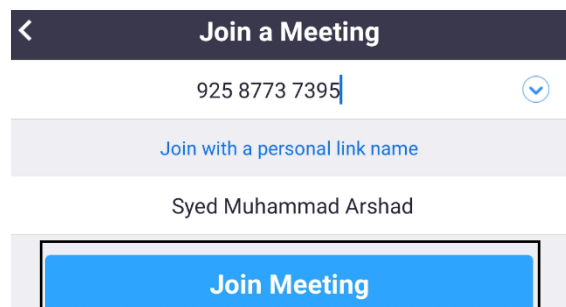 Join a Meeting
925 8773 7395
Join with a personal link name
Syed Muhammad Arshad
Join Meeting